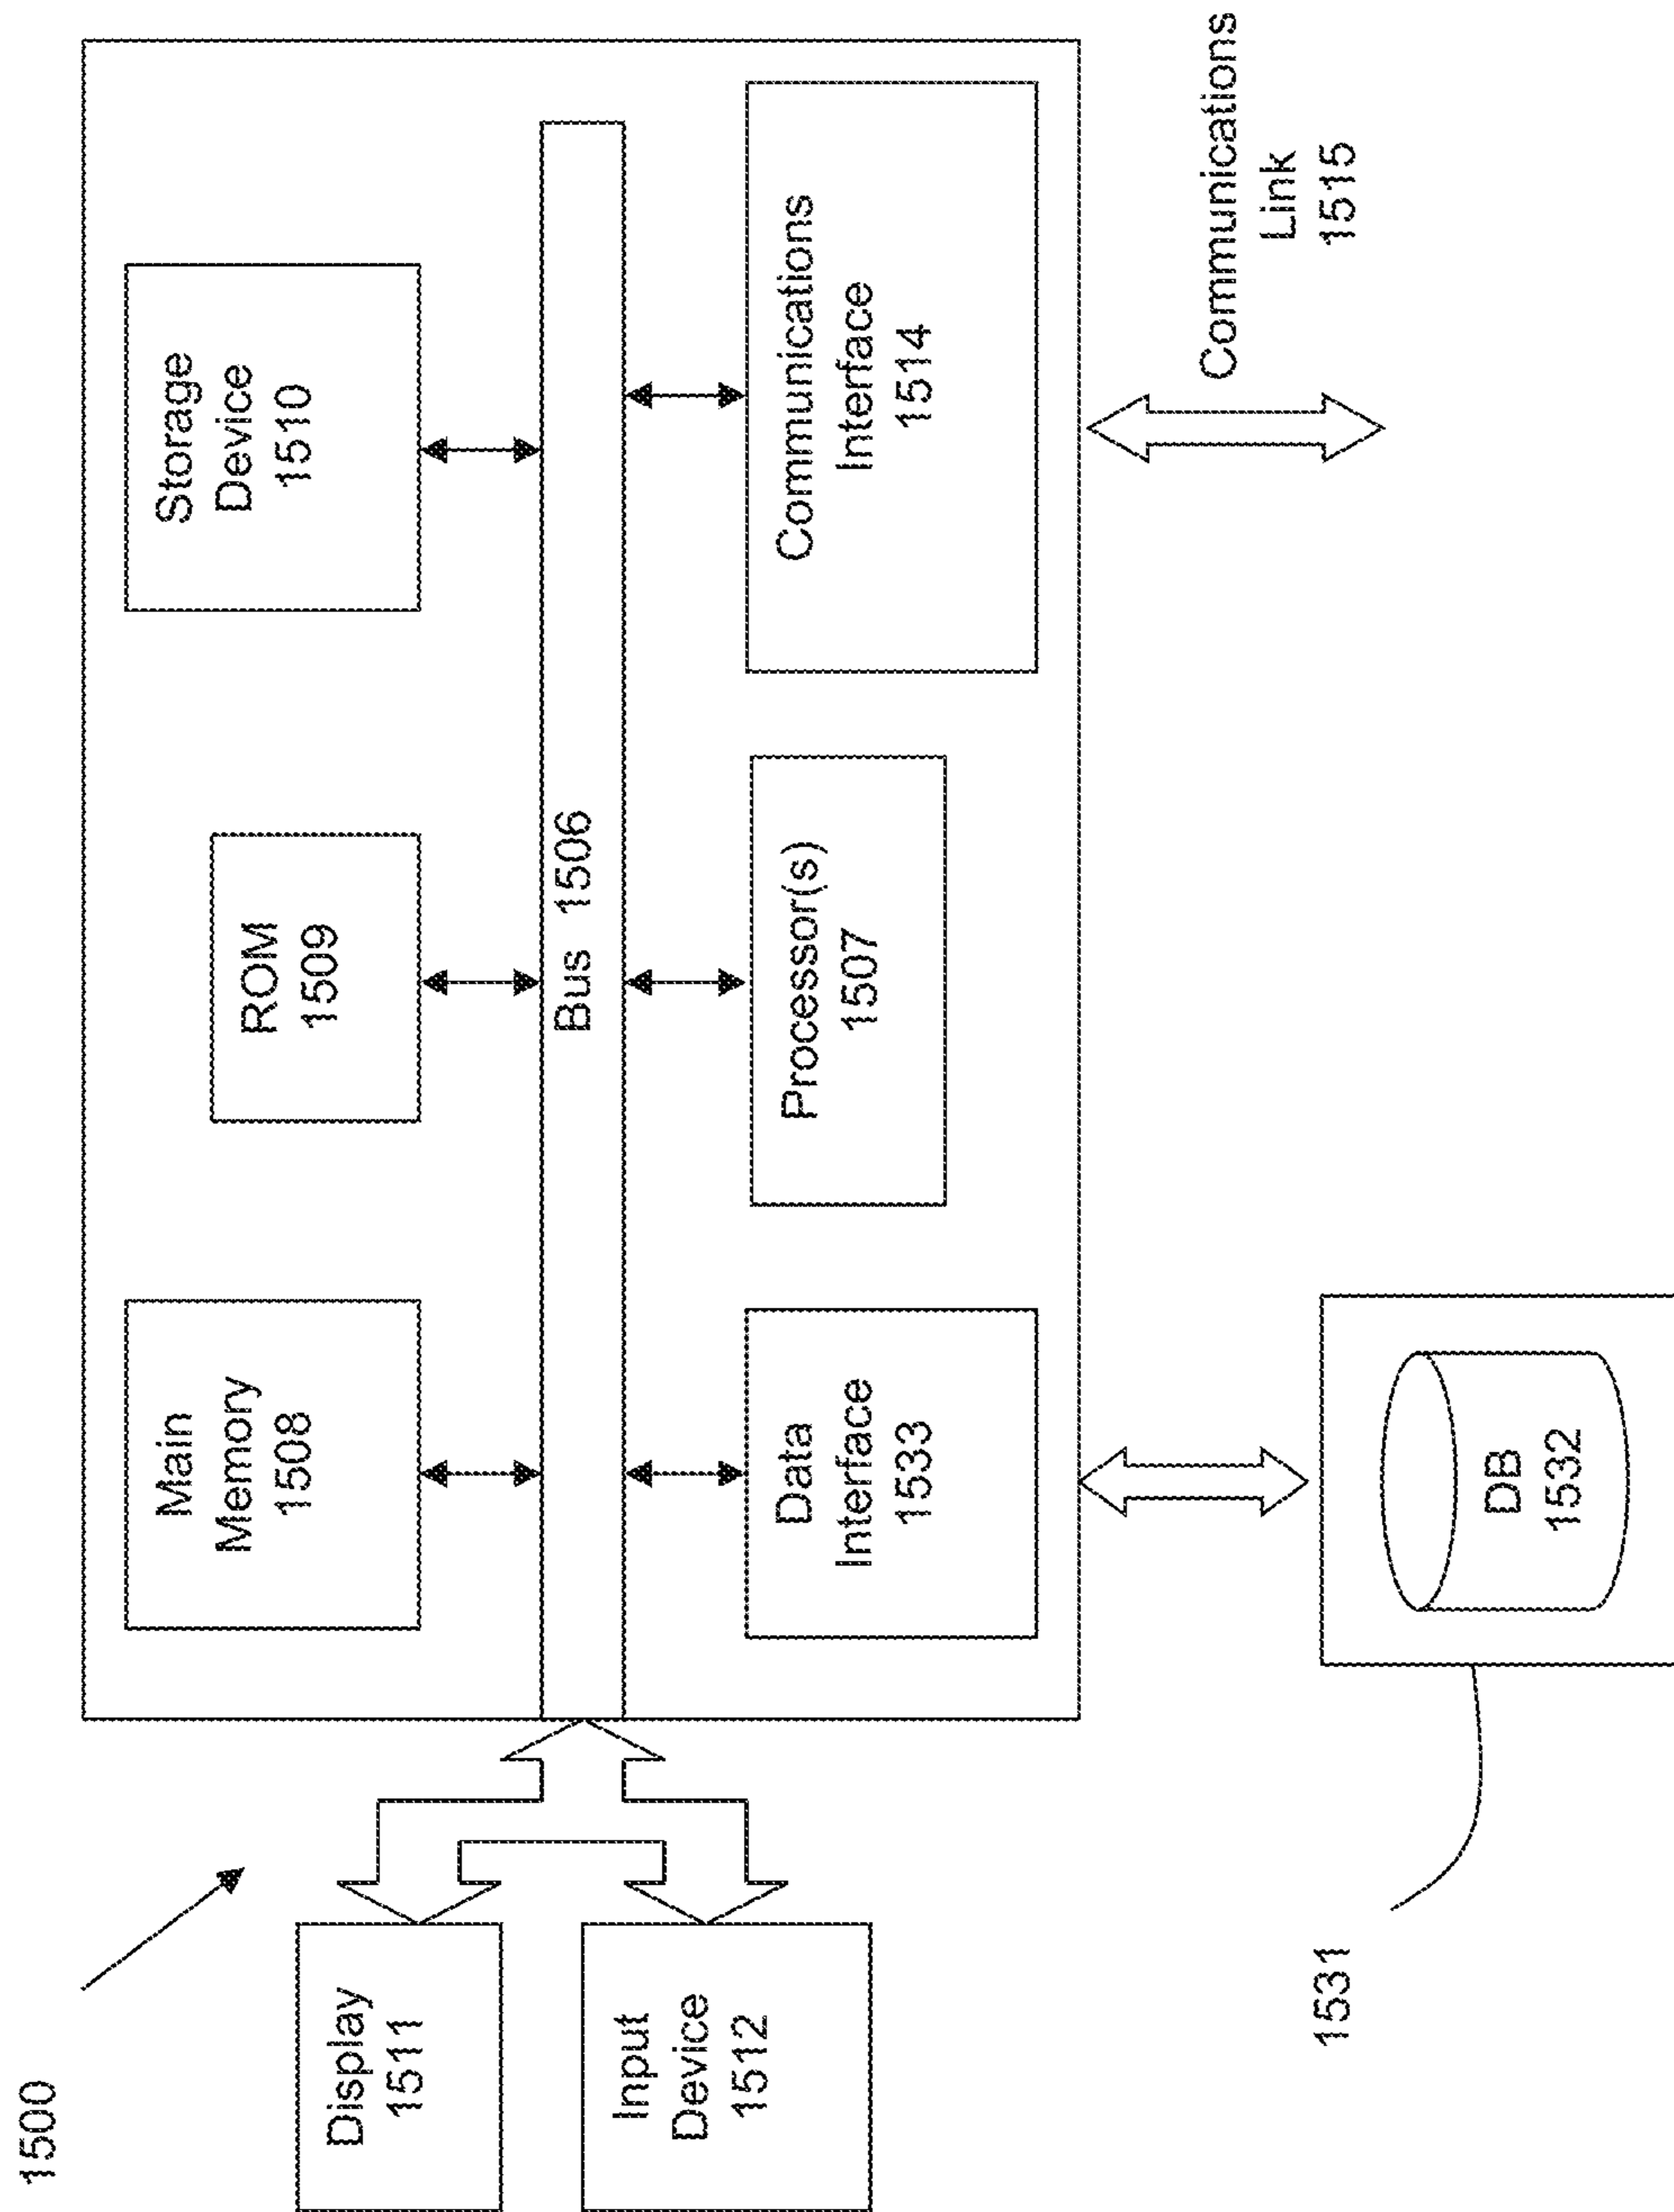 1500
Main
Memory
1508
ROM
1509
Storage
Device
1510
Display
1511
Bus 1506
Input
Device
1512
Data
Interface
1533
Processor(s)
1507
Communications
Interface
1514
Communications
Link
1515
1531
DB
1532